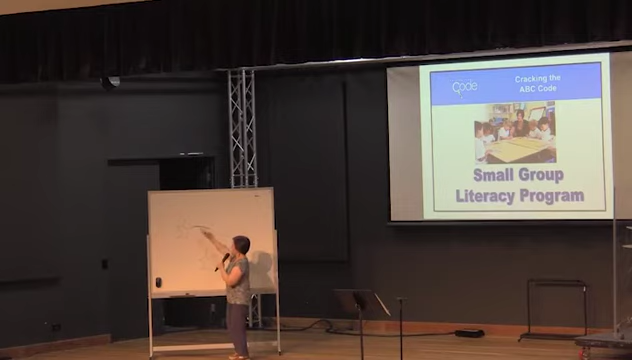 Code
Cracking the
ABC Code
Small Group
Literacy Program